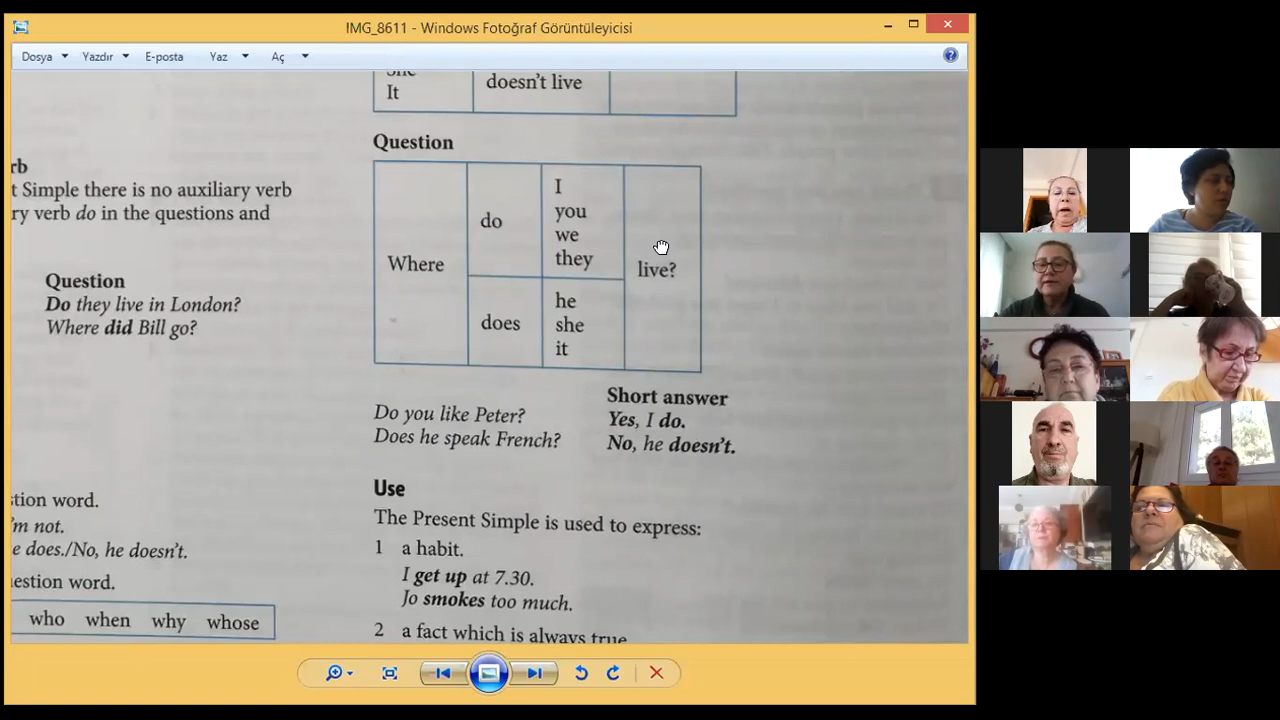 IMG_8611 - Windows Fotoğraf Görüntüleyicisi
Dosya Yazdır E-posta Yaz Aç
She
It
doesn't live
Question
Where
do
I
you
we
they
does
he
she
it
live?
rb
t Simple there is no auxiliary verb
ry verb do in the questions and
Question
Do they live in London?
Where did Bill go?
stion word.
'm not.
e does./No, he doesn't.
estion word.
who when why whose
Do you like Peter?
Does he speak French?
Short answer
Yes, I do.
No, he doesn't.
Use
The Present Simple is used to express:
1 a habit.
I get up at 7.30.
Jo smokes too much.
2 a fact which is always true